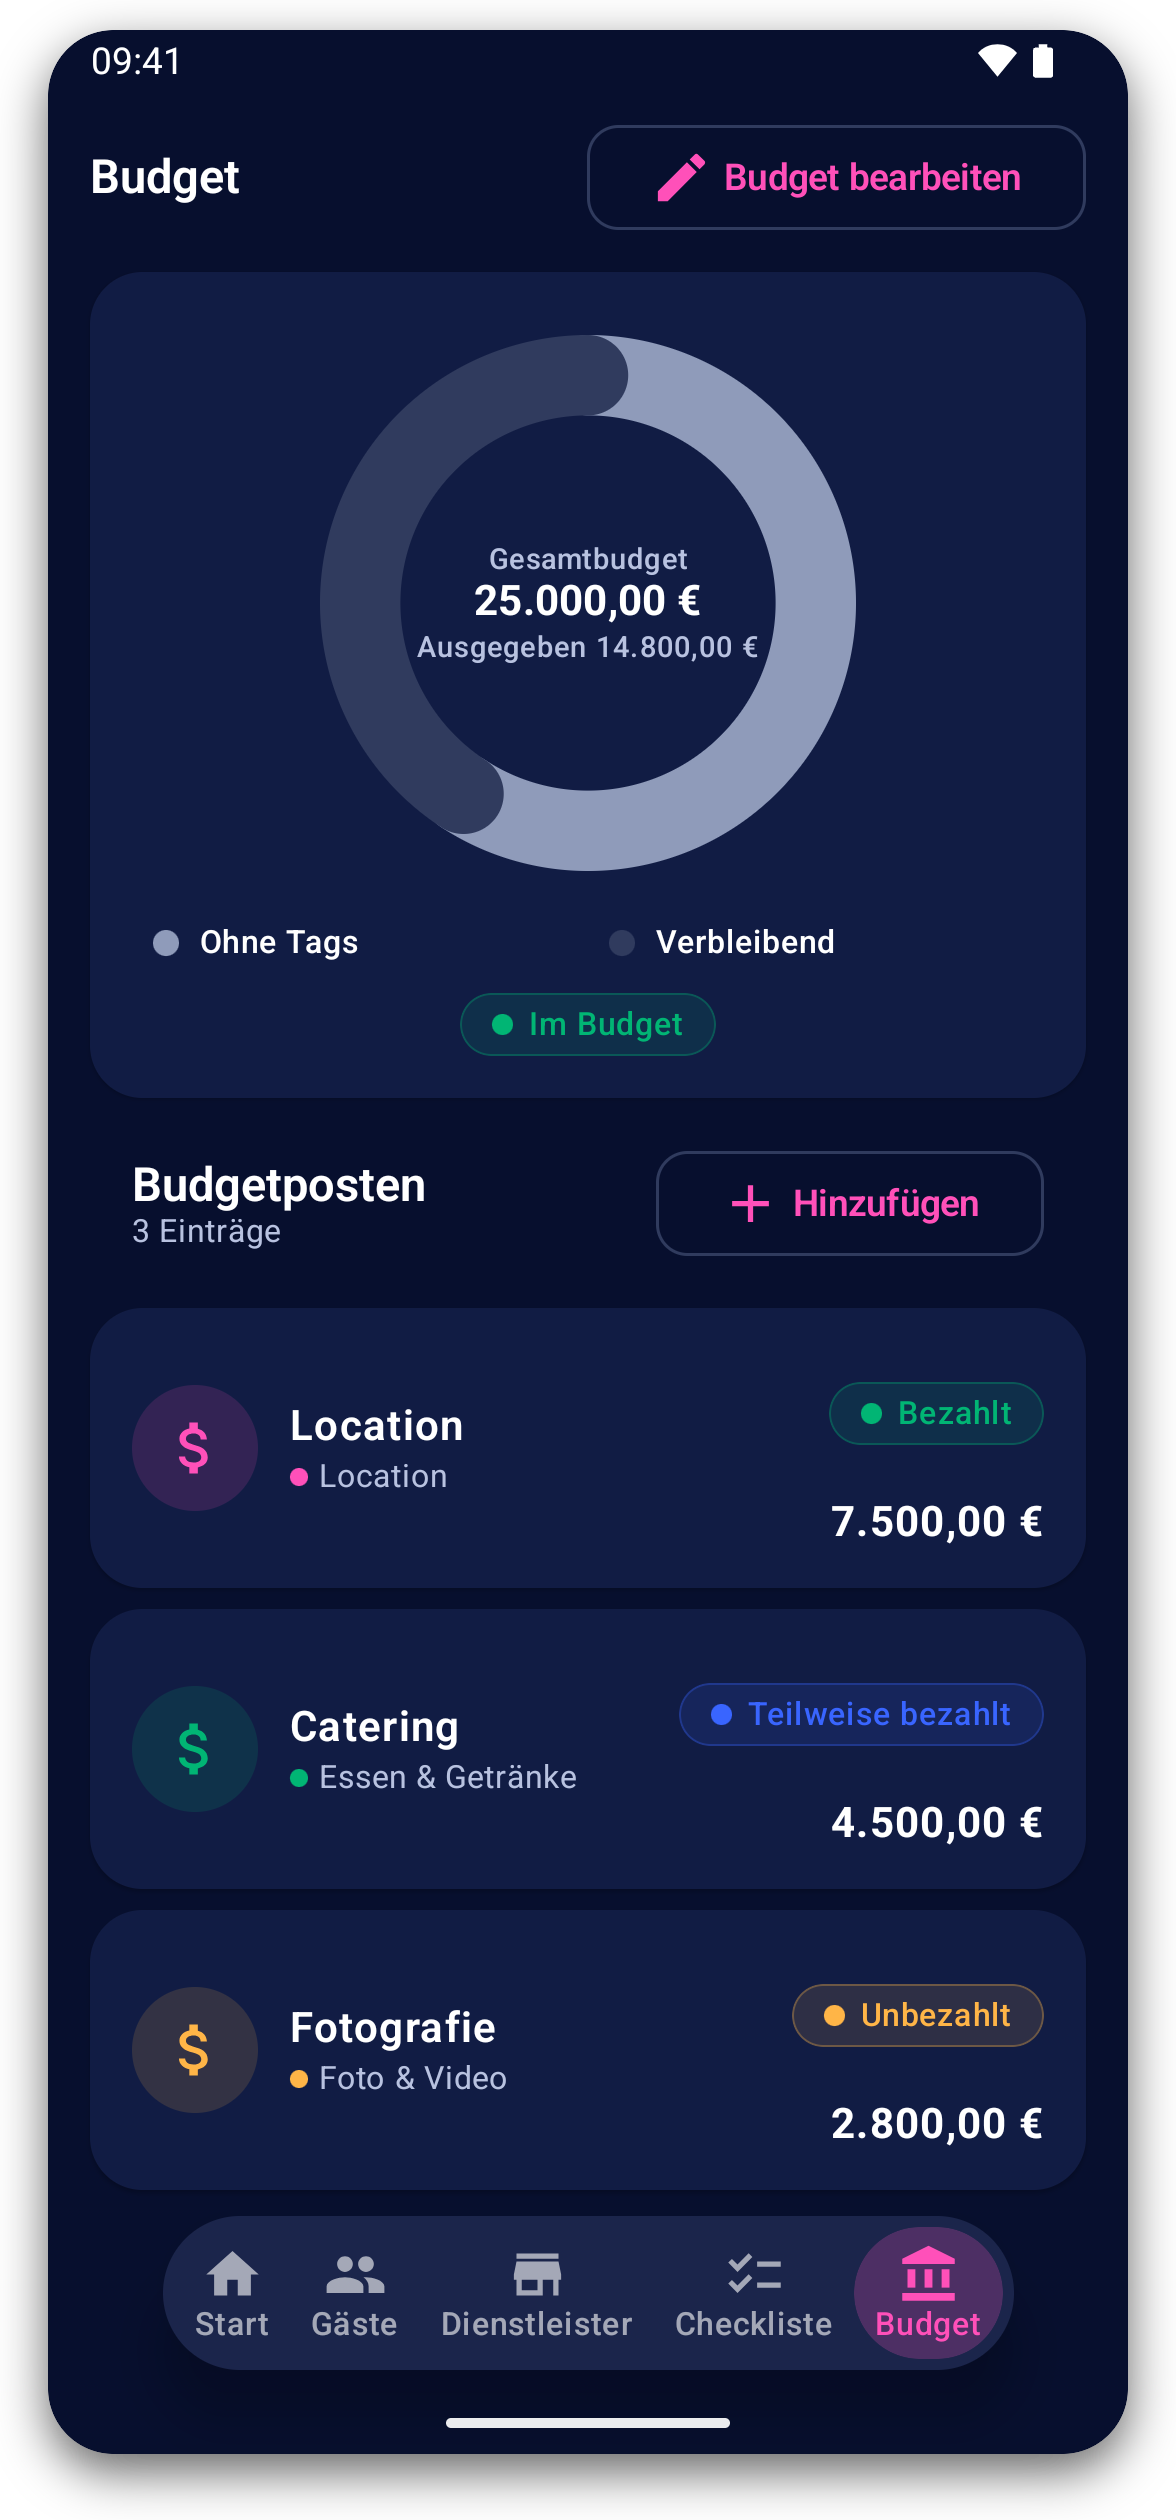 09:41
Budget
Budget bearbeiten
Gesamtbudget
25.000,00 €
Ausgegeben 14.800,00 €
Ohne Tags
Verbleibend
Im Budget
Budgetposten
3 Einträge
Hinzufügen
Location
Location
Bezahlt
7.500,00 €
Catering
Essen & Getränke
Teilweise bezahlt
4.500,00 €
Fotografie
Foto & Video
Unbezahlt
2.800,00 €
Start
Gäste
Dienstleister
Checkliste
Budget